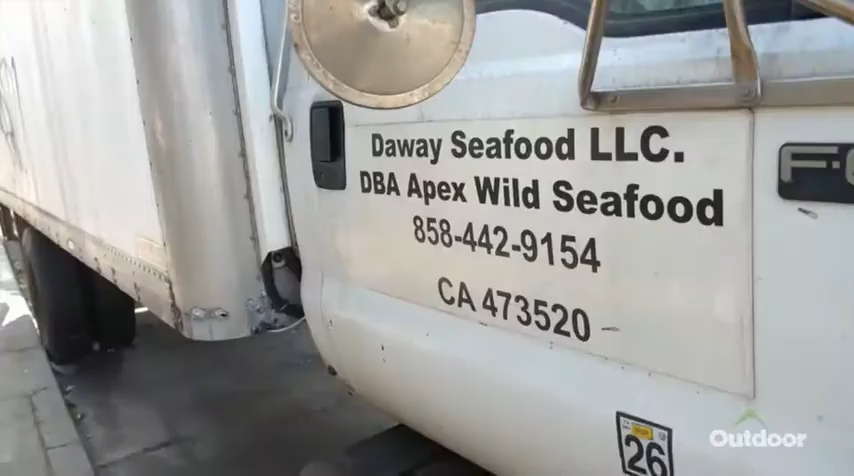 Daway Seafood LLC.
DBA Apex Wild Seafood
858-442-9154
CA 473520
26
Outdoor